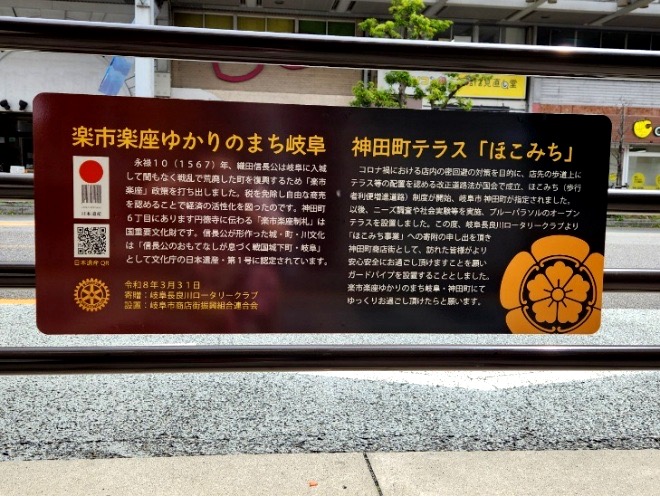 楽市楽座ゆかりのまち岐阜
永禄10(1567)年、織田信長公は岐阜に入城
して間もなく戦乱で荒廃した町を復興するため「楽市
楽座」政策を打ち出しました。税を免除し自由な商売
を認めることで経済の活性化を図ったのです。神田町
6丁目にあります円徳寺に伝わる「楽市楽座制札」は
国重要文化財です。信長公が形作った城・町・川文化
は「信長公のおもてなしが息づく戦国城下町・岐阜」
として文化庁の日本遺産・第1号に認定されています。
日本遺産QR
令和8年3月31日
寄贈:岐阜長良川ロータリークラブ
設置:岐阜市商店街振興組合連合会
神田町テラス「ほこみち」
コロナ禍における店内の密回避の対策を目的に、店先の歩道上に
テラス等の配置を認める改正道路法が国会で成立、ほこみち(歩行
者利便増進道路)制度が開始、岐阜市 神田町が指定されました。
以後、ニーズ調査や社会実験等を実施、ブルーパラソルのオープン
テラスを設置しました。この度、岐阜長良川ロータリークラブより
「ほこみち事業」への寄附の申し出を頂き
神田町商店街として、訪れた皆様がより
安心安全にお過ごし頂けますことを願い
ガードパイプを設置することとしました。
楽市楽座ゆかりのまち岐阜・神田町にて
ゆっくりお過ごし頂けたらと願います。